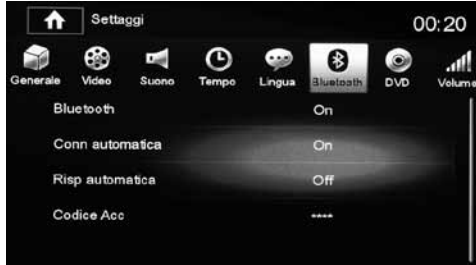 Settaggi 00:20
Generale Video Suono Tempo Lingua Bluetooth DVD Volume
Bluetooth On
Conn automatica On
Risp automatica Off
Codice Acc ****